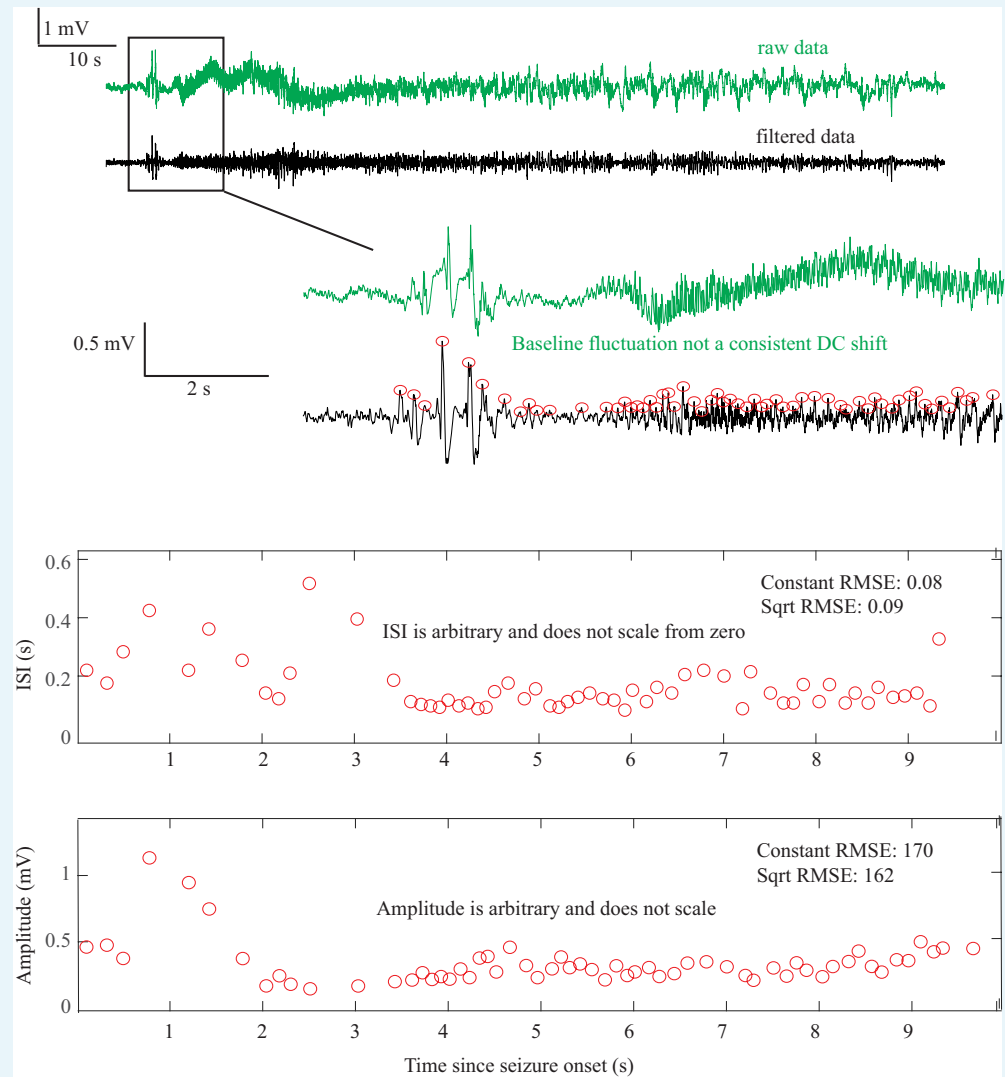 1 mV
10 s
raw data
filtered data
0.5 mV
2 s
Baseline fluctuation not a consistent DC shift
ISI (s)
0.6
0.4
0.2
0
Constant RMSE: 0.08
Sqrt RMSE: 0.09
ISI is arbitrary and does not scale from zero
1 2 3 4 5 6 7 8 9
Amplitude (mV)
1
0.5
0
Constant RMSE: 170
Sqrt RMSE: 162
Amplitude is arbitrary and does not scale
1 2 3 4 5 6 7 8 9
Time since seizure onset (s)